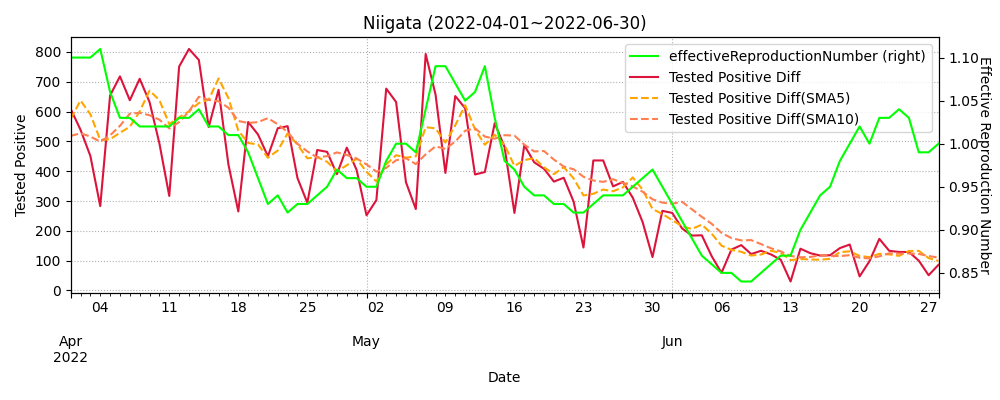 Niigata (2022-04-01~2022-06-30)
effectiveReproductionNumber (right)
Tested Positive Diff
Tested Positive Diff(SMA5)
Tested Positive Diff(SMA10)
Tested Positive
800
700
600
500
400
300
200
100
0
1.10
1.05
1.00
0.95
0.90
0.85
Effective Reproduction Number
04 11 18 25 02 09 16 23 30 06 13 20 27
Apr May Jun
2022
Date